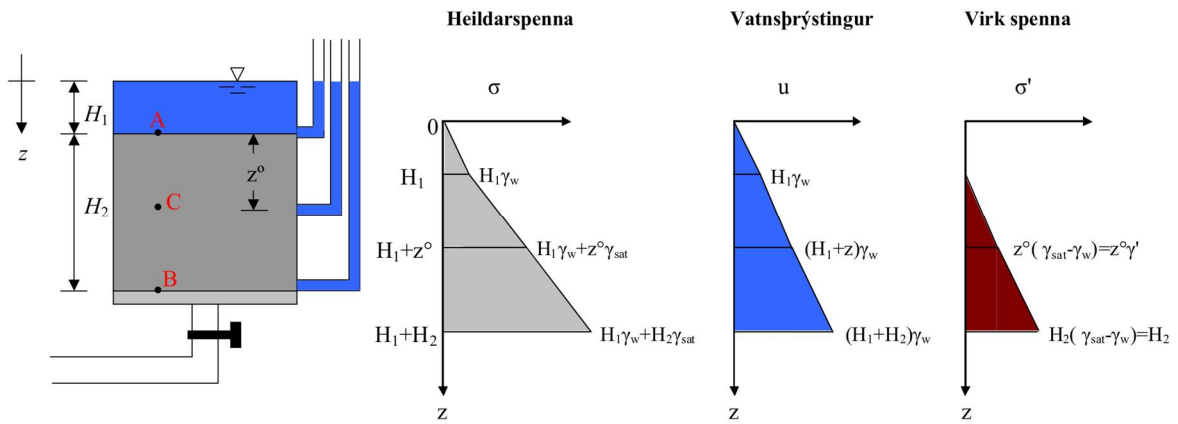 Heildarspenna
Vatnsþrýstingur
Virk spenna
H₁
z
H₂
A
zº
C
B
σ
0
H₁
H₁γw
H₁+z°
H₁γw+z°γsat
H₁+H₂
H₁γw+H₂γsat
z
u
H₁γw
(H₁+z)γw
(H₁+H₂)γw
z
σ'
z°( γsat-γw)=z°γ'
H₂( γsat-γw)=H₂
z